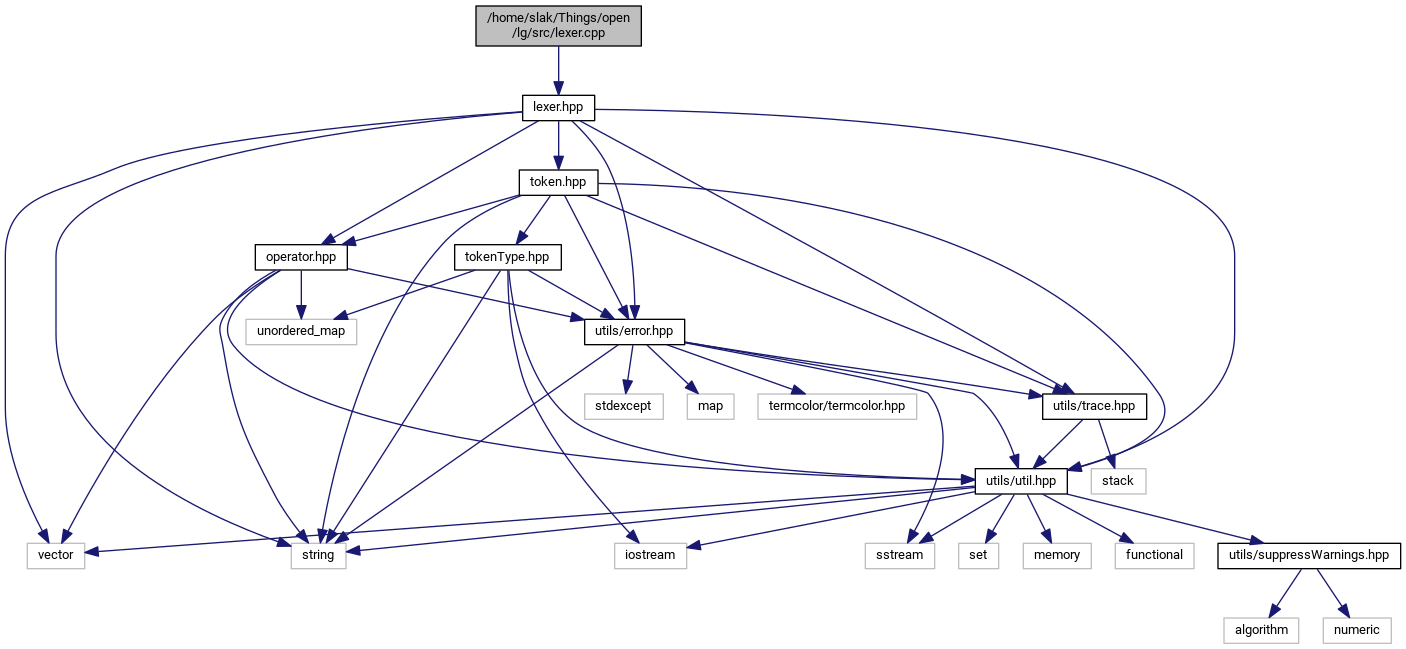 /home/slak/Things/open
/lg/src/lexer.cpp
lexer.hpp
token.hpp
operator.hpp
tokenType.hpp
unordered_map
utils/error.hpp
stdexcept
map
termcolor/termcolor.hpp
utils/trace.hpp
utils/util.hpp
stack
vector
string
iostream
sstream
set
memory
functional
utils/suppressWarnings.hpp
algorithm
numeric